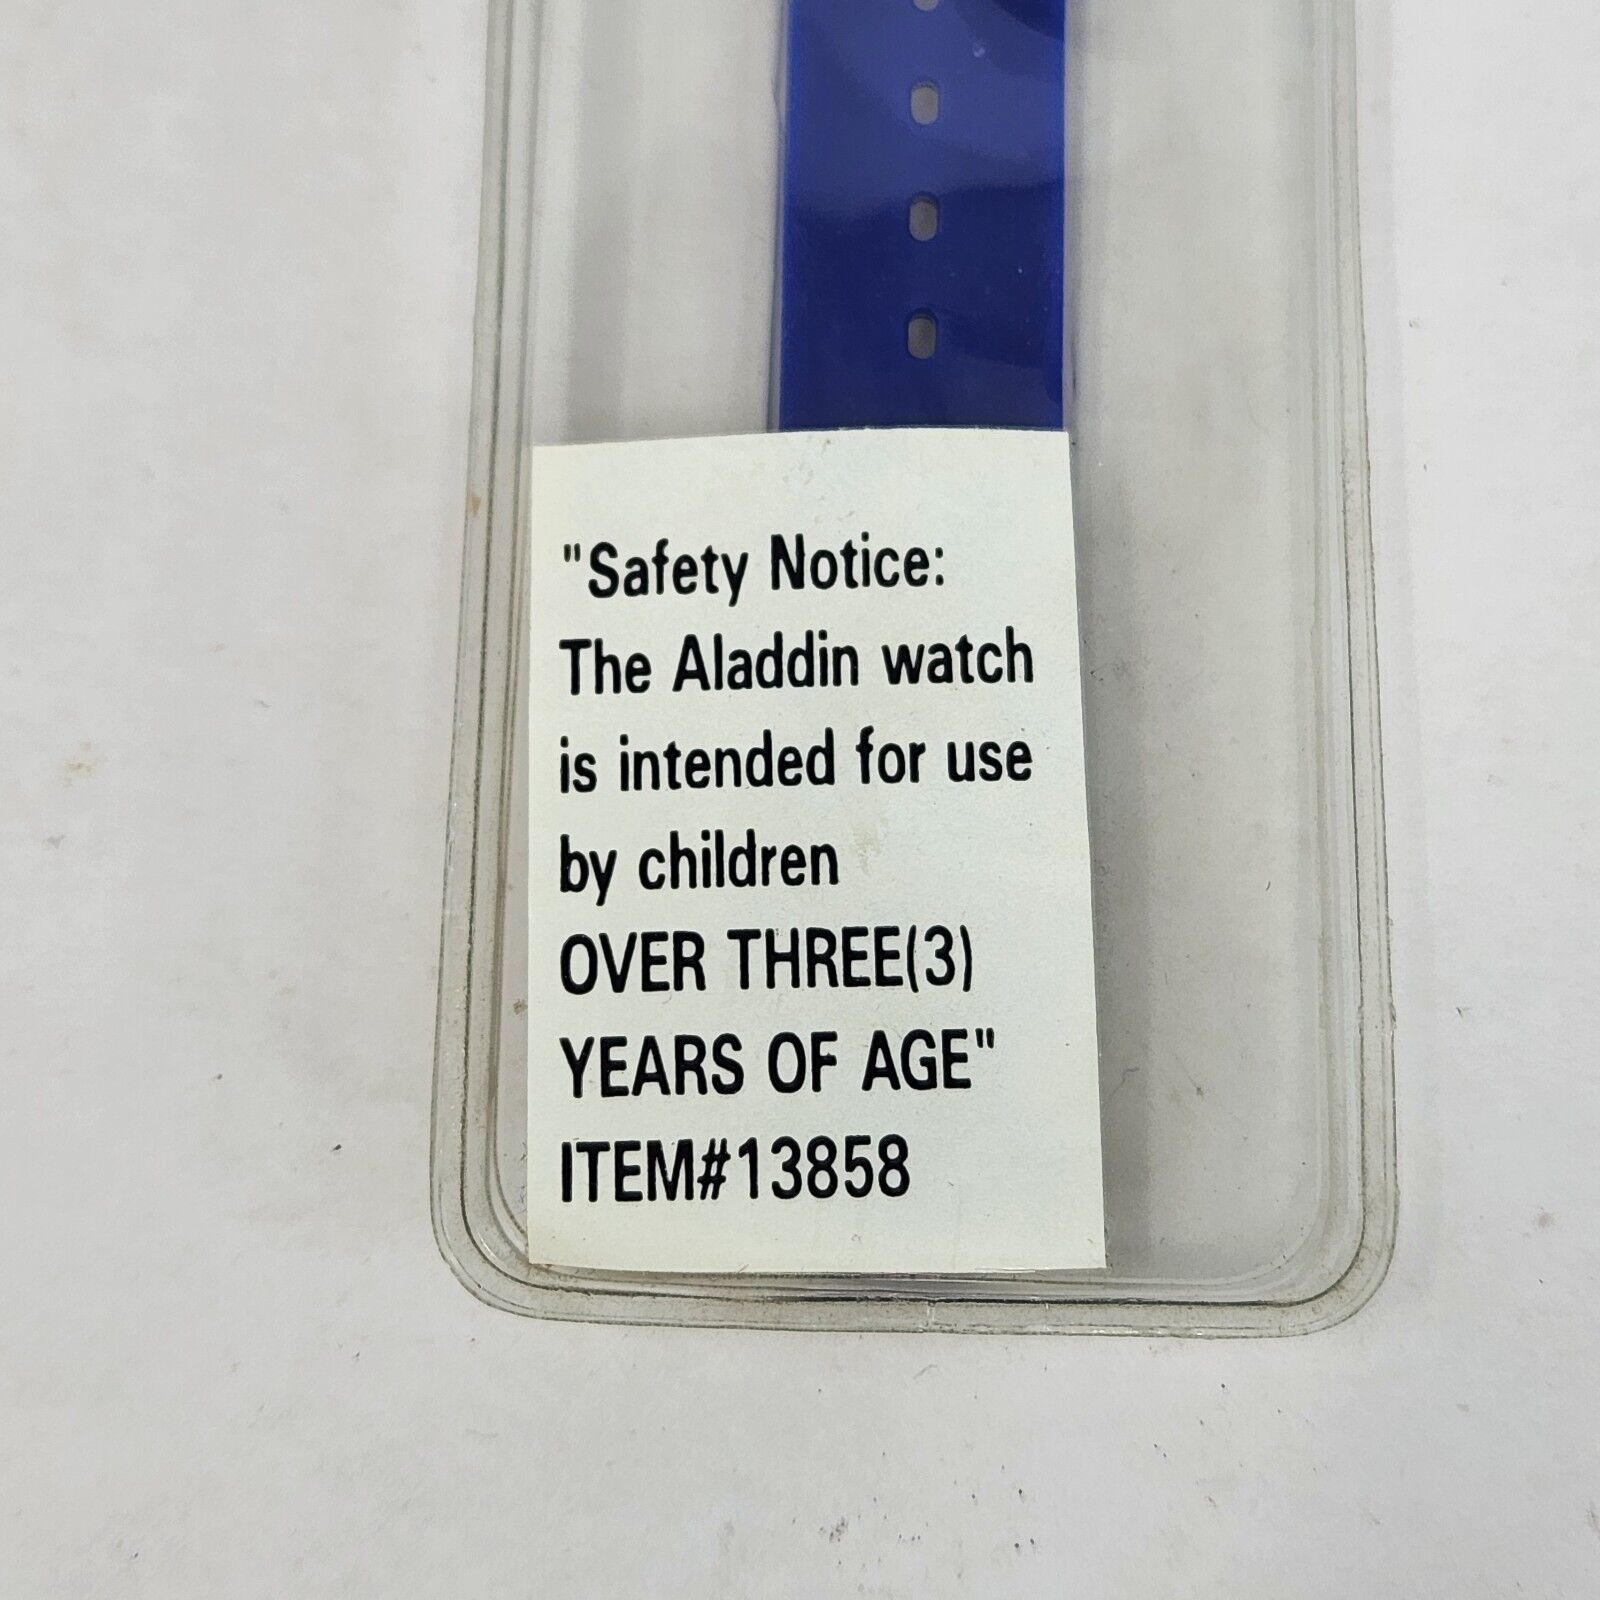 "Safety Notice:
The Aladdin watch
is intended for use
by children
OVER THREE(3)
YEARS OF AGE"
ITEM#13858